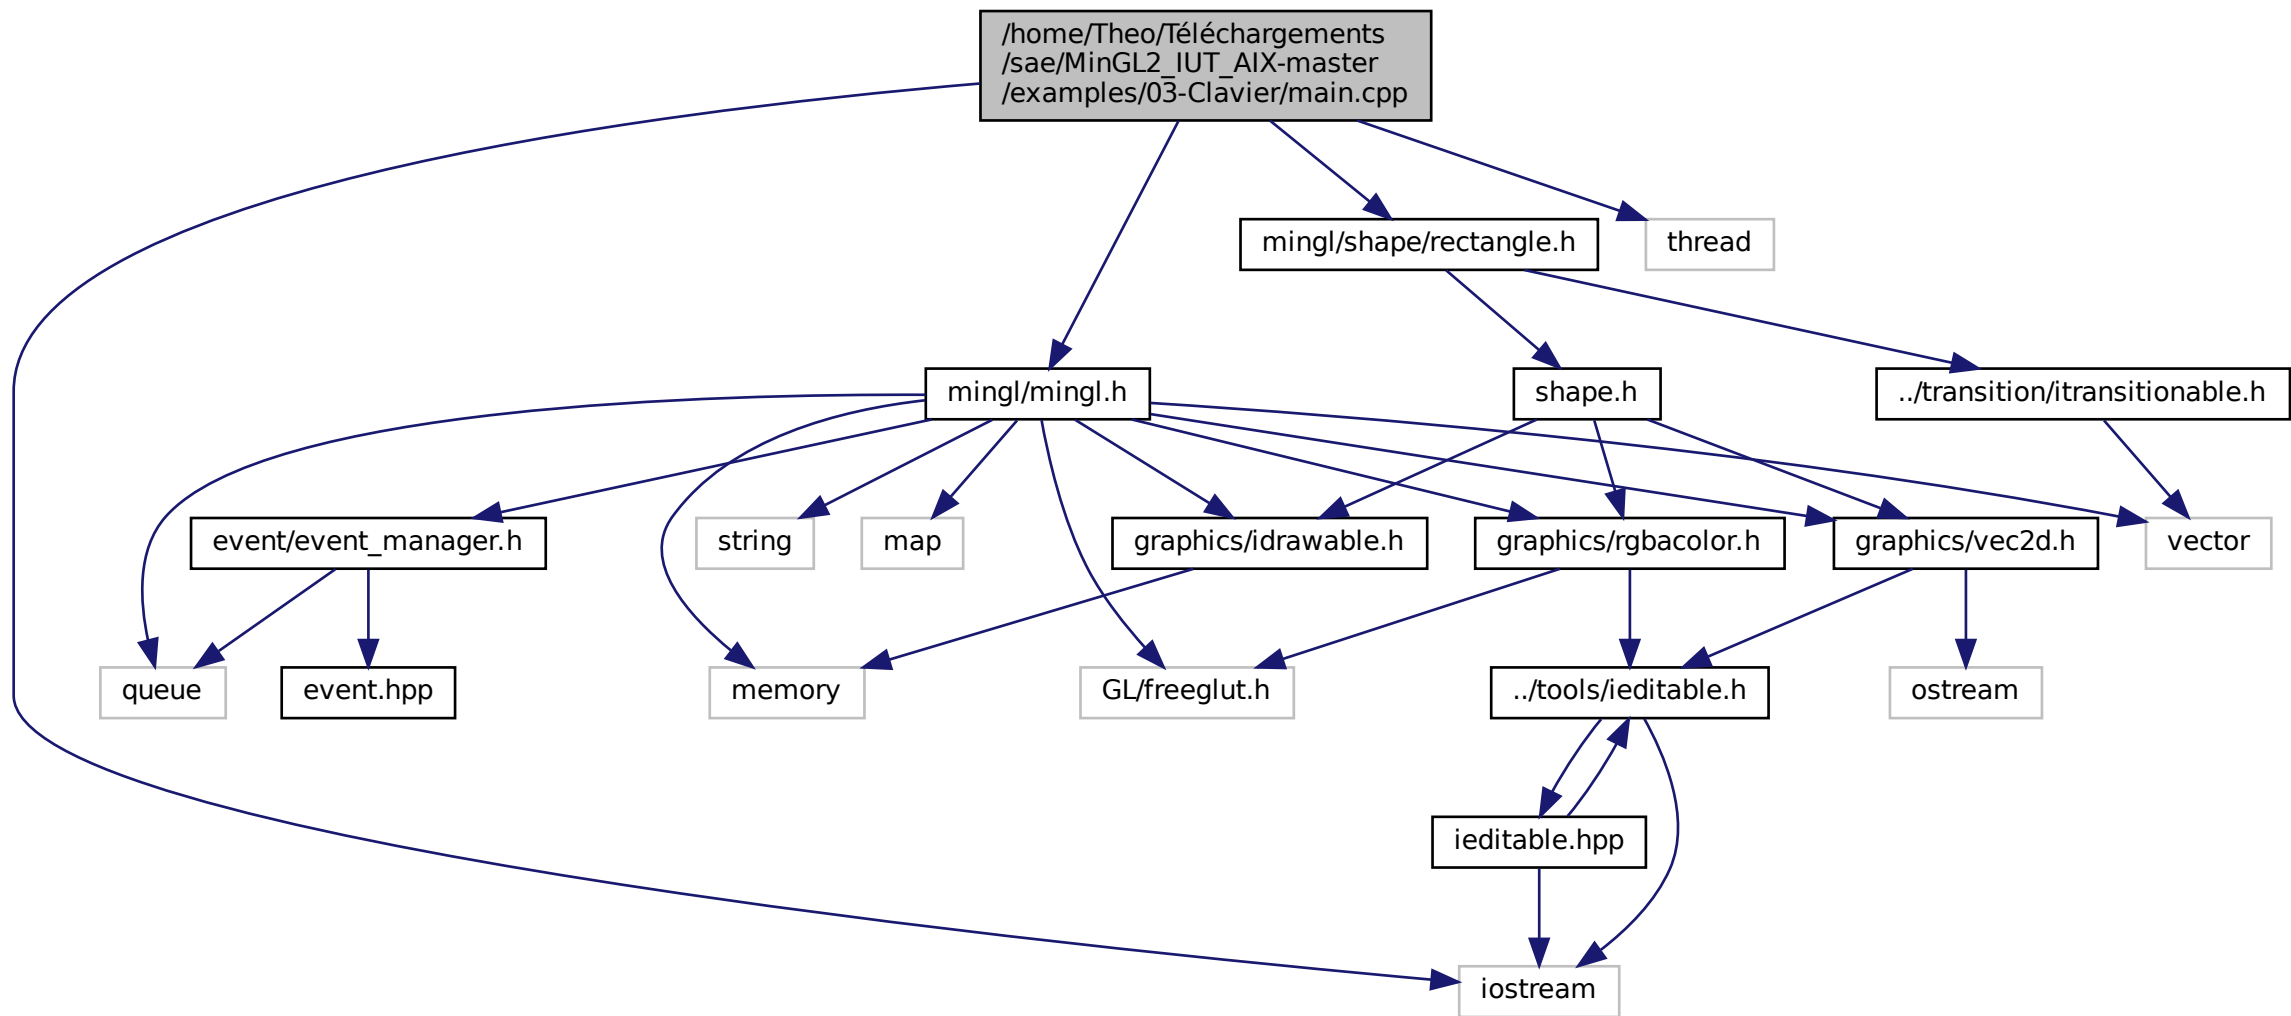 /home/Theo/Téléchargements
/sae/MinGL2_IUT_AIX-master
/examples/03-Clavier/main.cpp
mingl/shape/rectangle.h
thread
mingl/mingl.h
shape.h
../transition/itransitionable.h
event/event_manager.h
string
map
graphics/idrawable.h
graphics/rgbacolor.h
graphics/vec2d.h
vector
queue
event.hpp
memory
GL/freeglut.h
../tools/ieditable.h
ostream
ieditable.hpp
iostream